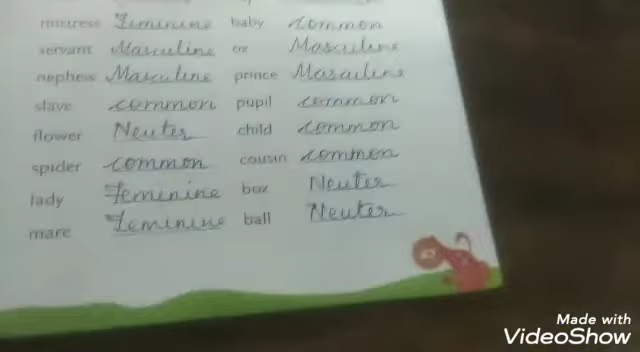 mistress Feminine baby common
servant Masculine ox Masculine
nephew Masculine prince Masculine
slave common pupil common
flower Neuter child common
spider common cousin common
lady Feminine box Neuter
mare Feminine ball Neuter
Made with
VideoShow